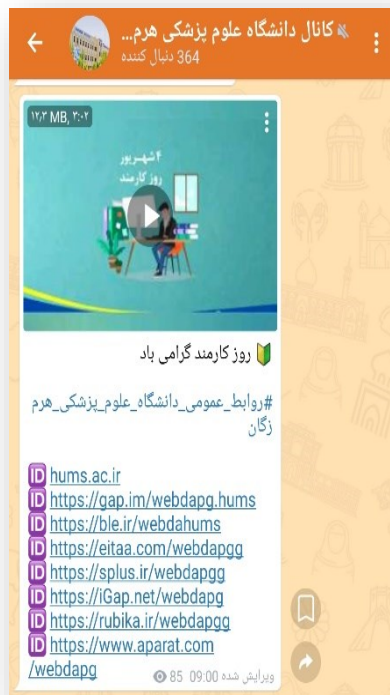 کانال دانشگاه علوم پزشکی هرم...
364 دنبال کننده
۱۲٫۳ MB, ۳:۰۲
۴ شهریور
روز کارمند
🔰 روز کارمند گرامی باد
#روابط_عمومی_دانشگاه_علوم_پزشکی_هرم
زگان
🆔 hums.ac.ir
🆔 https://gap.im/webdapg.hums
🆔 https://ble.ir/webdahums
🆔 https://eitaa.com/webdapgg
🆔 https://splus.ir/webdapgg
🆔 https://iGap.net/webdapg
🆔 https://rubika.ir/webdapgg
🆔 https://www.aparat.com
/webdapg
ویرایش شده 09:00 85